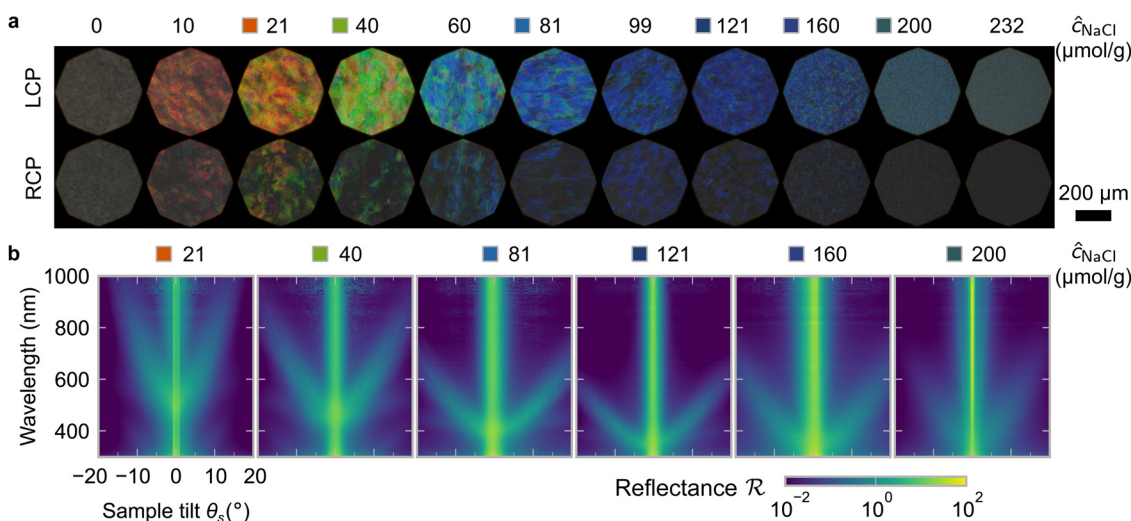 a 0 10 21 40 60 81 99 121 160 200 232 ĉNaCl
(μmol/g)
LCP
RCP
200 μm
b 21 40 81 121 160 200 ĉNaCl
(μmol/g)
1000
800
600
400
Wavelength (nm)
−20 −10 0 10 20
Sample tilt θs(°)
Reflectance R
10−2 100 102